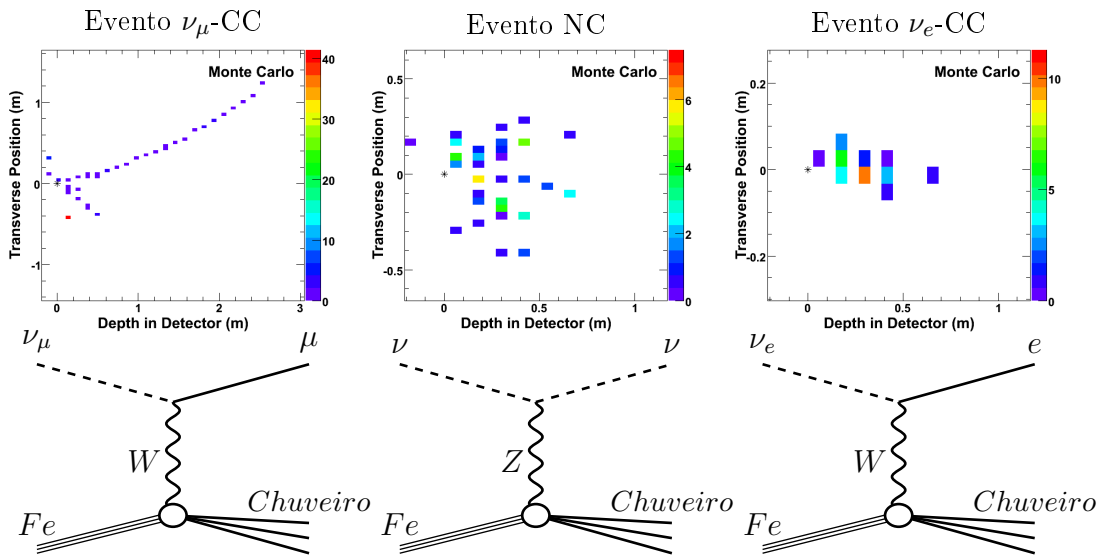 Evento νμ-CC
Evento NC
Evento νe-CC
Monte Carlo
Transverse Position (m)
1
0
-1
0
1
2
3
Depth in Detector (m)
40
30
20
10
0
Monte Carlo
Transverse Position (m)
0.5
0
-0.5
0
0.5
1
Depth in Detector (m)
6
4
2
0
Monte Carlo
Transverse Position (m)
0.2
0
-0.2
0
0.5
1
Depth in Detector (m)
10
5
0
νμ
μ
W
Fe
Chuveiro
ν
ν
Z
Fe
Chuveiro
νe
e
W
Fe
Chuveiro